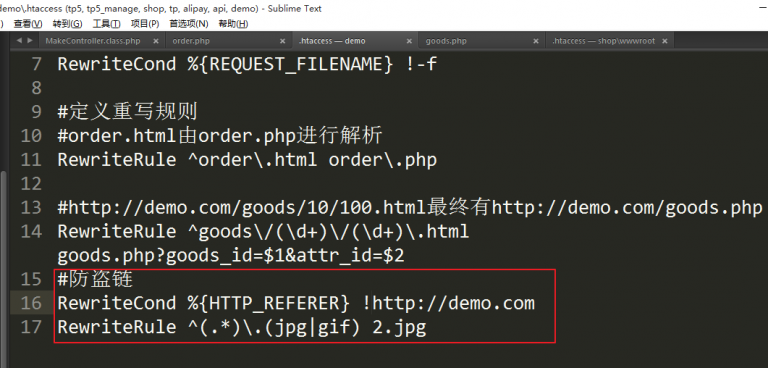 demo\.htaccess (tp5, tp5_manage, shop, tp, alipay, api, demo) - Sublime Text
) 查看(V) 转到(G) 工具(T) 项目(P) 首选项(N) 帮助(H)
MakeController.class.php × order.php × .htaccess — demo × goods.php × .htaccess — shop\wwwroot ×
7 RewriteCond %{REQUEST_FILENAME} !-f
8
9 #定义重写规则
10 #order.html由order.php进行解析
11 RewriteRule ^order\.html order\.php
12
13 #http://demo.com/goods/10/100.html最终有http://demo.com/goods.php
14 RewriteRule ^goods\/(\d+)\/(\d+)\.html
goods.php?goods_id=$1&attr_id=$2
15 #防盗链
16 RewriteCond %{HTTP_REFERER} !http://demo.com
17 RewriteRule ^(.*)\.(jpg|gif) 2.jpg